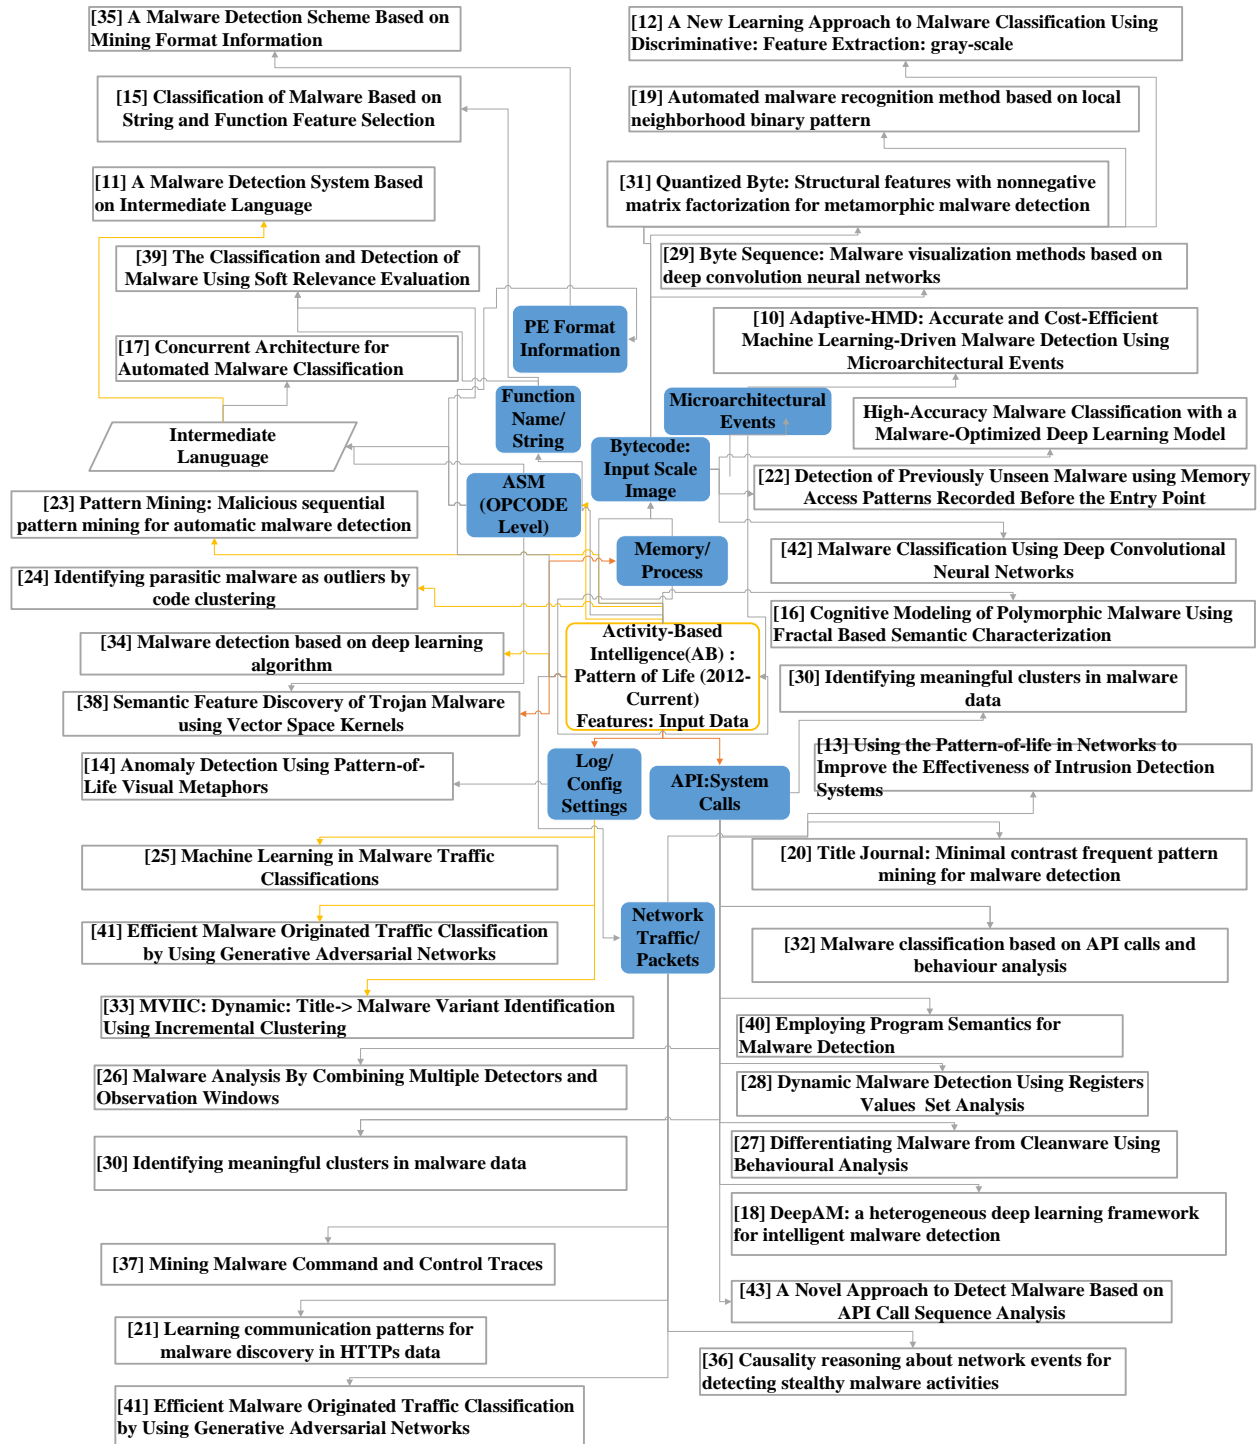 [35] A Malware Detection Scheme Based on
Mining Format Information
[12] A New Learning Approach to Malware Classification Using
Discriminative: Feature Extraction: gray-scale
[15] Classification of Malware Based on
String and Function Feature Selection
[19] Automated malware recognition method based on local
neighborhood binary pattern
[11] A Malware Detection System Based
on Intermediate Language
[31] Quantized Byte: Structural features with nonnegative
matrix factorization for metamorphic malware detection
[39] The Classification and Detection of
Malware Using Soft Relevance Evaluation
[29] Byte Sequence: Malware visualization methods based on
deep convolution neural networks
PE Format
Information
[10] Adaptive-HMD: Accurate and Cost-Efficient
Machine Learning-Driven Malware Detection Using
Microarchitectural Events
[17] Concurrent Architecture for
Automated Malware Classification
Function
Name/
String
Microarchitectural
Events
High-Accuracy Malware Classification with a
Malware-Optimized Deep Learning Model
Intermediate
Lanuguage
Bytecode:
Input Scale
Image
[22] Detection of Previously Unseen Malware using Memory
Access Patterns Recorded Before the Entry Point
ASM
(OPCODE
Level)
[23] Pattern Mining: Malicious sequential
pattern mining for automatic malware detection
Memory/
Process
[42] Malware Classification Using Deep Convolutional
Neural Networks
[24] Identifying parasitic malware as outliers by
code clustering
[16] Cognitive Modeling of Polymorphic Malware Using
Fractal Based Semantic Characterization
[34] Malware detection based on deep learning
algorithm
Activity-Based
Intelligence(AB) :
Pattern of Life (2012-
Current)
Features: Input Data
[30] Identifying meaningful clusters in malware
data
[38] Semantic Feature Discovery of Trojan Malware
using Vector Space Kernels
[13] Using the Pattern-of-life in Networks to
Improve the Effectiveness of Intrusion Detection
Systems
[14] Anomaly Detection Using Pattern-of-
Life Visual Metaphors
Log/
Config
Settings
API:System
Calls
[25] Machine Learning in Malware Traffic
Classifications
[20] Title Journal: Minimal contrast frequent pattern
mining for malware detection
[41] Efficient Malware Originated Traffic Classification
by Using Generative Adversarial Networks
Network
Traffic/
Packets
[32] Malware classification based on API calls and
behaviour analysis
[33] MVIIC: Dynamic: Title-> Malware Variant Identification
Using Incremental Clustering
[40] Employing Program Semantics for
Malware Detection
[26] Malware Analysis By Combining Multiple Detectors and
Observation Windows
[28] Dynamic Malware Detection Using Registers
Values Set Analysis
[30] Identifying meaningful clusters in malware data
[27] Differentiating Malware from Cleanware Using
Behavioural Analysis
[18] DeepAM: a heterogeneous deep learning framework
for intelligent malware detection
[37] Mining Malware Command and Control Traces
[43] A Novel Approach to Detect Malware Based on
API Call Sequence Analysis
[21] Learning communication patterns for
malware discovery in HTTPs data
[36] Causality reasoning about network events for
detecting stealthy malware activities
[41] Efficient Malware Originated Traffic Classification
by Using Generative Adversarial Networks